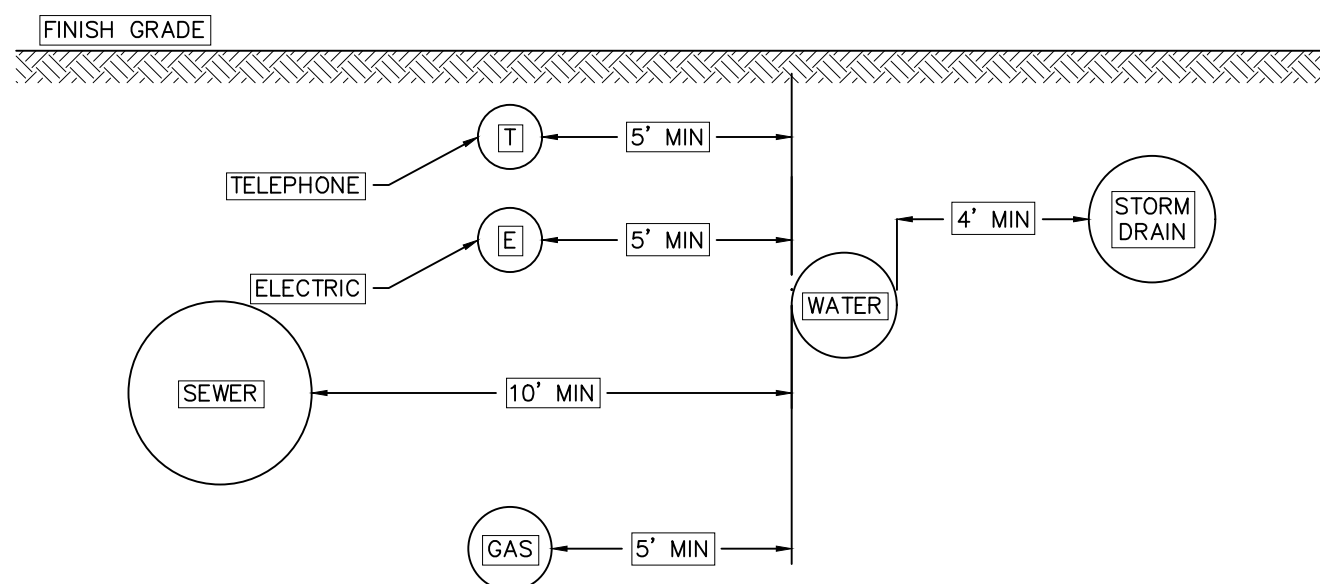 FINISH GRADE
T
5' MIN
TELEPHONE
STORM
DRAIN
4' MIN
E
5' MIN
ELECTRIC
WATER
SEWER
10' MIN
GAS
5' MIN